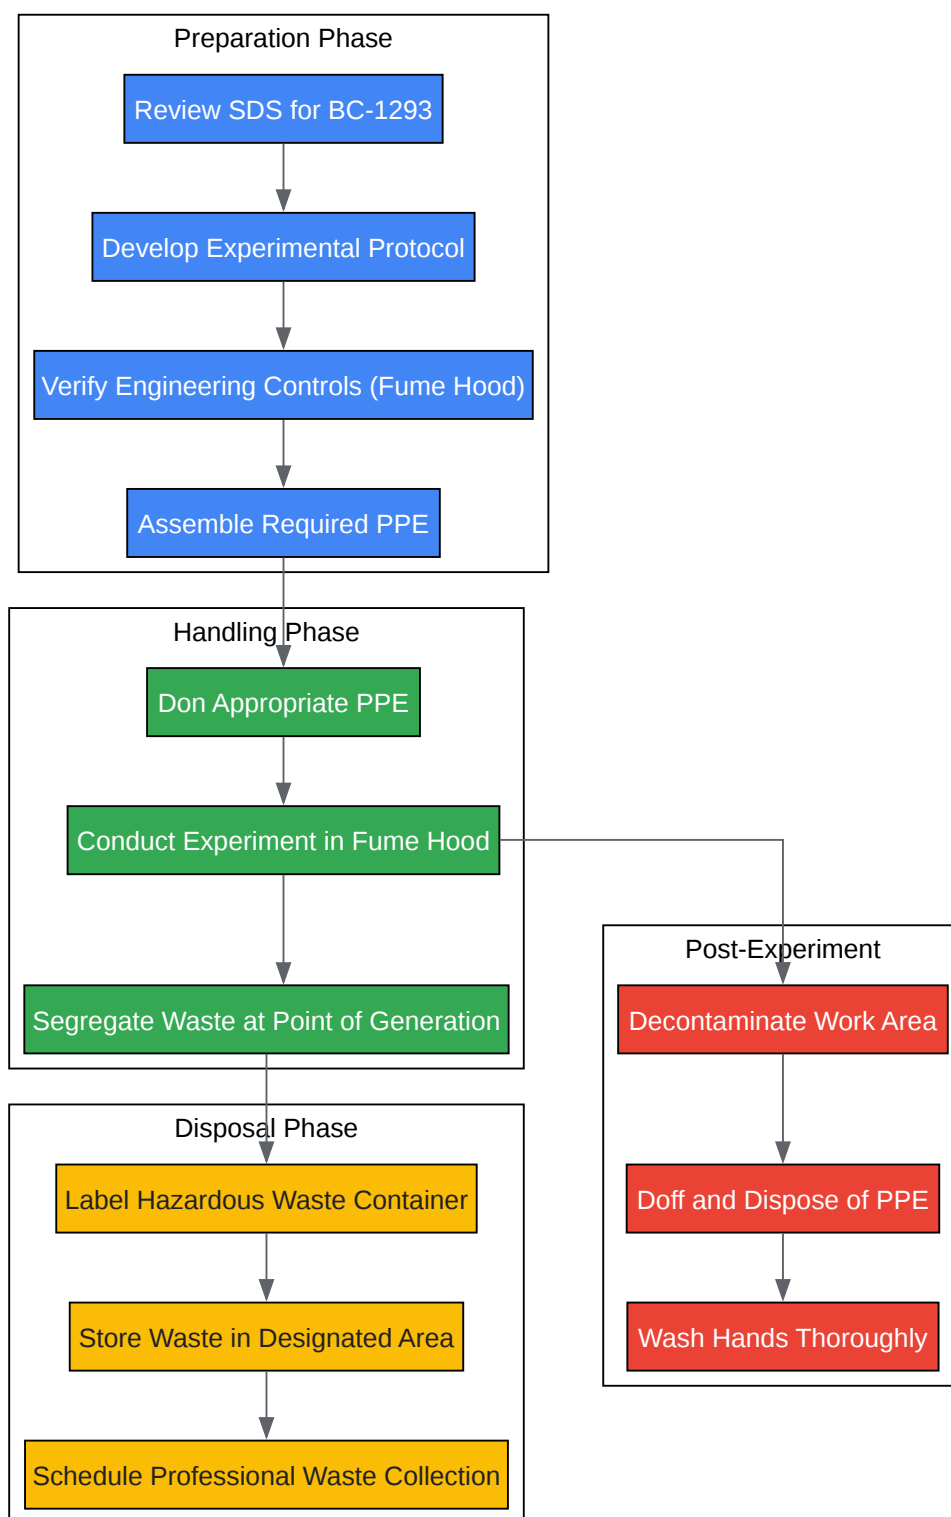 Preparation Phase
Review SDS for BC-1293
Develop Experimental Protocol
Verify Engineering Controls (Fume Hood)
Assemble Required PPE
Handling Phase
Don Appropriate PPE
Conduct Experiment in Fume Hood
Segregate Waste at Point of Generation
Post-Experiment
Decontaminate Work Area
Doff and Dispose of PPE
Wash Hands Thoroughly
Disposal Phase
Label Hazardous Waste Container
Store Waste in Designated Area
Schedule Professional Waste Collection